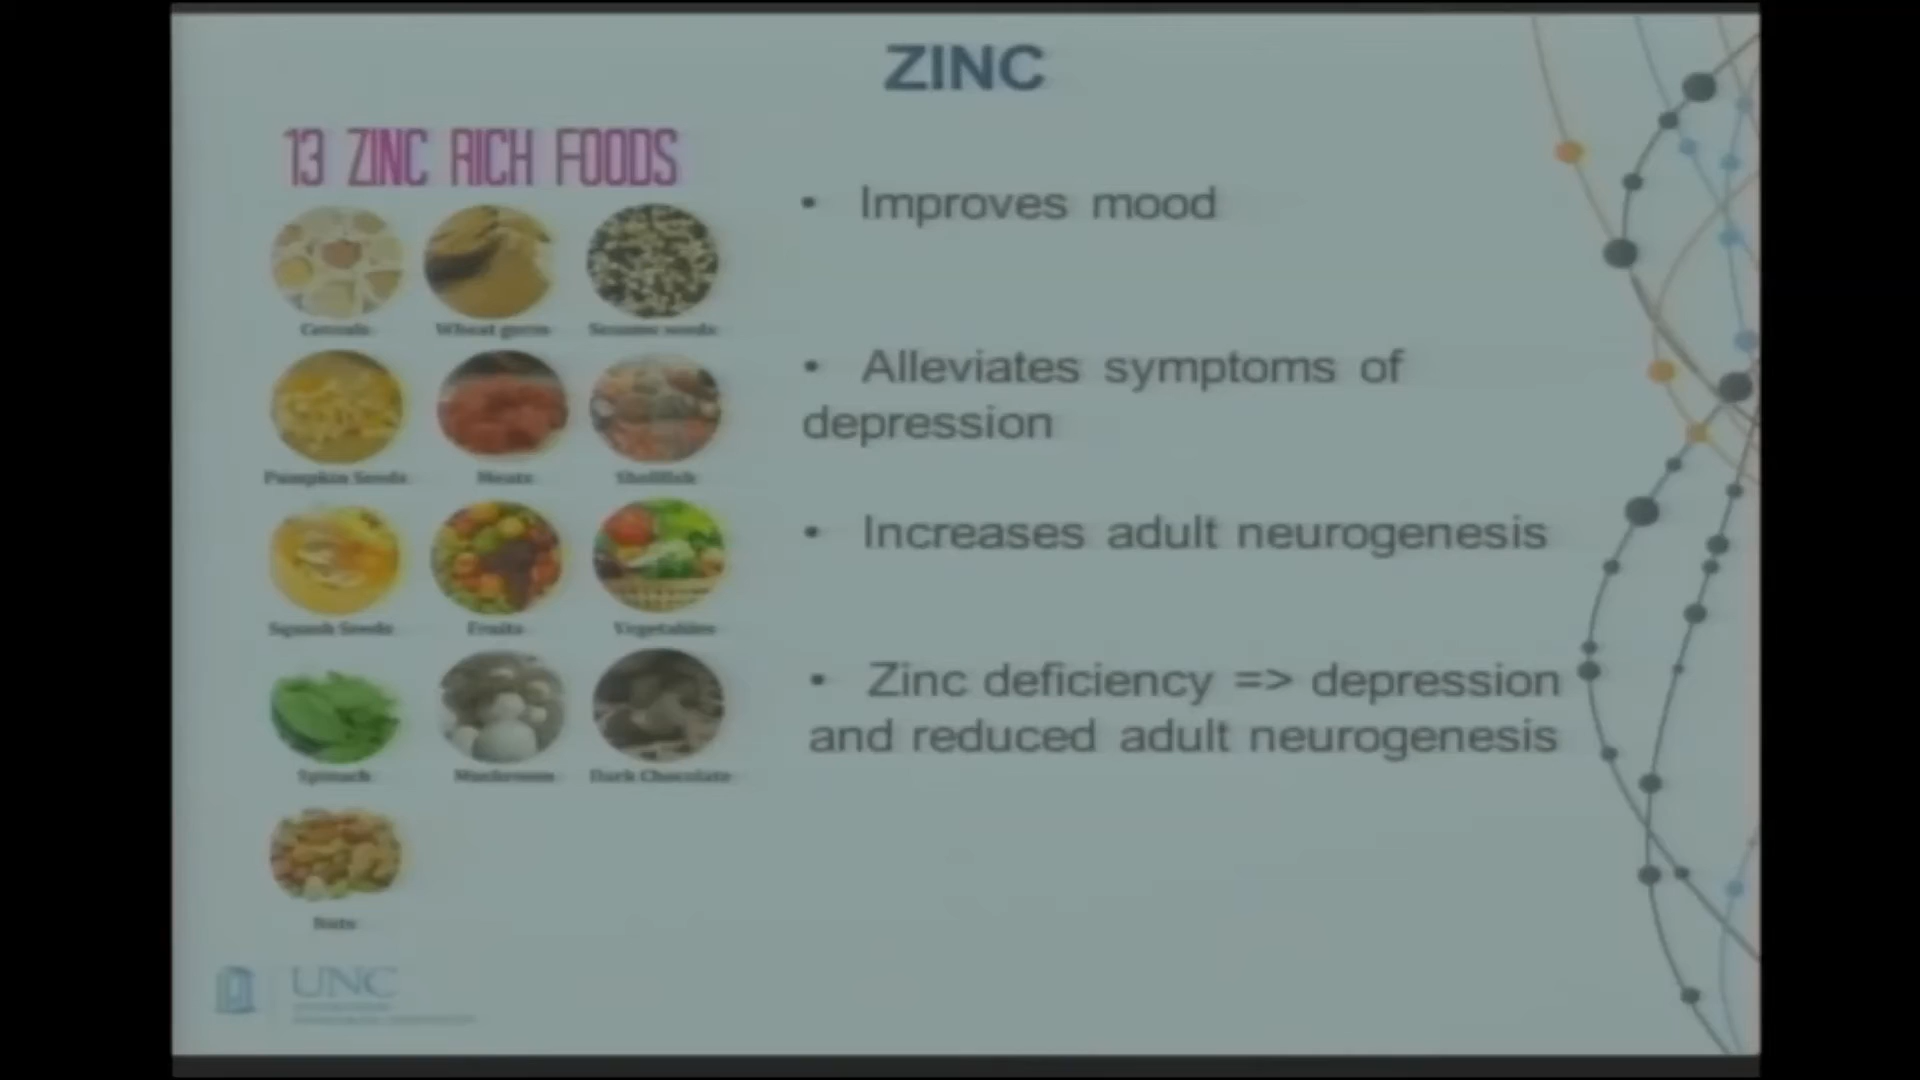 ZINC
13 ZINC RICH FOODS
Cereals
Wheat germ
Sesame seeds
Pumpkin Seeds
Meats
Shellfish
Squash Seeds
Fruits
Vegetables
Spinach
Mushroom
Dark Chocolate
Nuts
• Improves mood
• Alleviates symptoms of
depression
• Increases adult neurogenesis
• Zinc deficiency => depression
and reduced adult neurogenesis
UNC